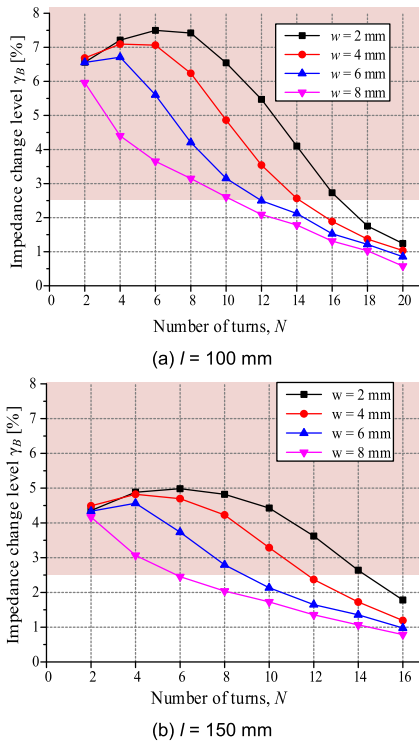 Impedance change level γB [%]
8
7
6
5
4
3
2
1
0
w = 2 mm
w = 4 mm
w = 6 mm
w = 8 mm
0 2 4 6 8 10 12 14 16 18 20
Number of turns, N
(a) l = 100 mm
Impedance change level γB [%]
8
7
6
5
4
3
2
1
0
w = 2 mm
w = 4 mm
w = 6 mm
w = 8 mm
0 2 4 6 8 10 12 14 16
Number of turns, N
(b) l = 150 mm